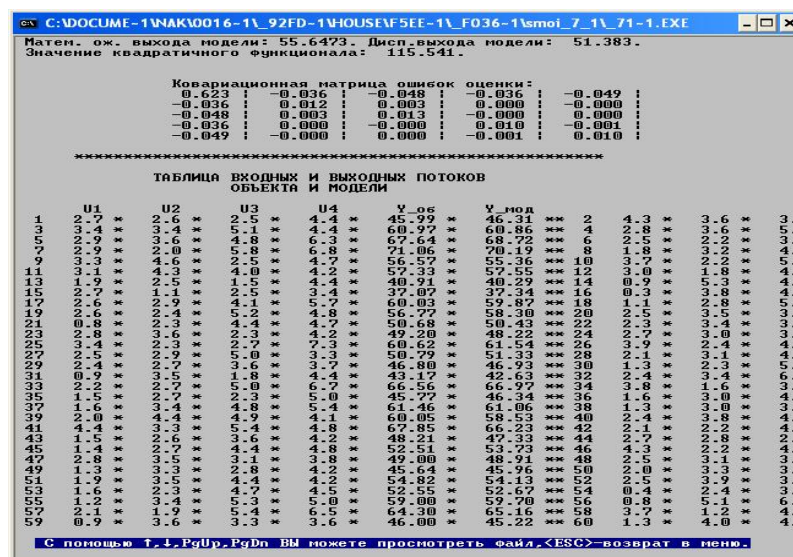 C:\DOCUME~1\NAK\0016~1\_92FD~1\HOUSE\F5EE~1\_F036~1\smoi_7_1\_71-1.EXE
Матем. ож. выхода модели: 55.6473. Дисп.выхода модели: 51.383.
Значение квадратичного функционала: 115.541.
Ковариационная матрица ошибок оценки:
0.623 | -0.036 | -0.048 | -0.036 | -0.049 |
-0.036 | 0.012 | 0.003 | -0.000 | -0.000 |
-0.048 | 0.003 | 0.013 | -0.000 | 0.000 |
-0.036 | 0.000 | -0.000 | 0.010 | -0.001 |
-0.049 | -0.000 | -0.000 | -0.001 | 0.010 |
ТАБЛИЦА ВХОДНЫХ И ВЫХОДНЫХ ПОТОКОВ
ОБЪЕКТА И МОДЕЛИ
U1 U2 U3 U4 Y_об Y_мод
1 2.7 * 2.6 * 2.5 * 4.4 * 45.99 * 46.31 ** 2 4.3 * 3.6 * 3.
3 3.4 * 3.4 * 5.1 * 4.4 * 60.97 * 60.86 ** 4 2.8 * 3.6 * 5.
5 2.9 * 3.6 * 4.8 * 6.3 * 67.64 * 68.72 ** 6 2.5 * 2.2 * 3.
7 2.9 * 2.0 * 5.8 * 6.8 * 71.06 * 70.19 ** 8 1.8 * 3.6 * 4.
9 3.3 * 4.6 * 2.5 * 4.7 * 56.57 * 55.36 ** 10 3.7 * 2.2 * 5.
11 3.1 * 4.3 * 4.0 * 4.2 * 57.33 * 57.55 ** 12 3.0 * 1.8 * 4.
13 1.9 * 2.5 * 1.5 * 4.4 * 40.91 * 40.29 ** 14 0.9 * 5.3 * 4.
15 2.7 * 1.1 * 2.5 * 3.4 * 37.07 * 37.34 ** 16 0.3 * 3.8 * 4.
17 2.6 * 2.9 * 4.1 * 5.7 * 60.03 * 59.87 ** 18 1.1 * 2.8 * 5.
19 2.6 * 2.4 * 5.2 * 4.8 * 56.77 * 58.30 ** 20 2.5 * 3.5 * 3.
21 0.8 * 2.3 * 4.4 * 4.7 * 50.68 * 50.43 ** 22 2.3 * 3.4 * 3.
23 2.8 * 3.6 * 2.3 * 4.2 * 49.20 * 48.22 ** 24 2.7 * 3.0 * 3.
25 3.4 * 2.3 * 2.7 * 7.3 * 60.62 * 61.54 ** 26 3.9 * 2.4 * 4.
27 2.5 * 2.9 * 5.0 * 3.3 * 50.79 * 51.33 ** 28 2.1 * 3.1 * 4.
29 2.4 * 2.7 * 3.6 * 3.7 * 46.80 * 46.93 ** 30 1.3 * 2.3 * 5.
31 0.9 * 3.5 * 1.8 * 4.4 * 43.17 * 42.63 ** 32 2.4 * 3.4 * 6.
33 2.2 * 2.7 * 5.0 * 6.7 * 66.56 * 66.97 ** 34 3.8 * 1.6 * 3.
35 1.5 * 2.7 * 2.3 * 5.0 * 45.77 * 46.34 ** 36 1.6 * 3.0 * 4.
37 1.6 * 3.4 * 4.8 * 5.4 * 61.46 * 61.06 ** 38 1.3 * 3.0 * 3.
39 2.0 * 4.4 * 4.9 * 4.1 * 60.05 * 58.53 ** 40 2.4 * 3.8 * 4.
41 4.4 * 3.3 * 5.4 * 4.8 * 67.85 * 66.23 ** 42 2.1 * 2.2 * 4.
43 1.5 * 2.6 * 3.6 * 4.2 * 48.21 * 47.33 ** 44 2.7 * 2.8 * 2.
45 1.4 * 2.7 * 4.4 * 4.8 * 52.51 * 53.73 ** 46 4.3 * 2.2 * 4.
47 2.8 * 3.5 * 3.1 * 3.8 * 49.00 * 48.91 ** 48 2.5 * 3.1 * 4.
49 1.3 * 3.3 * 2.8 * 4.2 * 45.64 * 45.96 ** 50 2.0 * 3.3 * 3.
51 1.9 * 3.5 * 4.4 * 4.2 * 54.82 * 54.13 ** 52 2.5 * 3.9 * 3.
53 1.6 * 2.3 * 4.7 * 4.5 * 52.55 * 52.67 ** 54 0.4 * 2.4 * 3.
55 1.2 * 3.4 * 5.3 * 5.0 * 59.00 * 59.70 ** 56 0.8 * 5.1 * 6.
57 2.1 * 1.9 * 5.4 * 6.5 * 64.30 * 65.16 ** 58 3.7 * 1.2 * 4.
59 0.9 * 3.6 * 3.3 * 3.6 * 46.00 * 45.22 ** 60 1.3 * 4.0 * 4.
С помощью ↑,↓,PgUp,PgDn ВЫ можете просмотреть файл,<ESC>-возврат в меню.